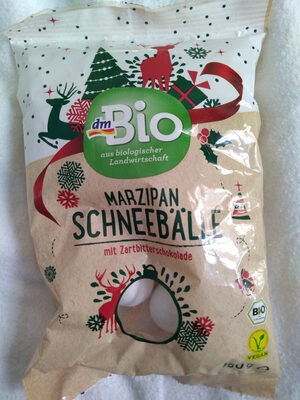 dm
Bio
aus biologischer
Landwirtschaft
MARZIPAN
SCHNEEBÄLLE
mit Zartbitterschokolade
BIO
VEGAN